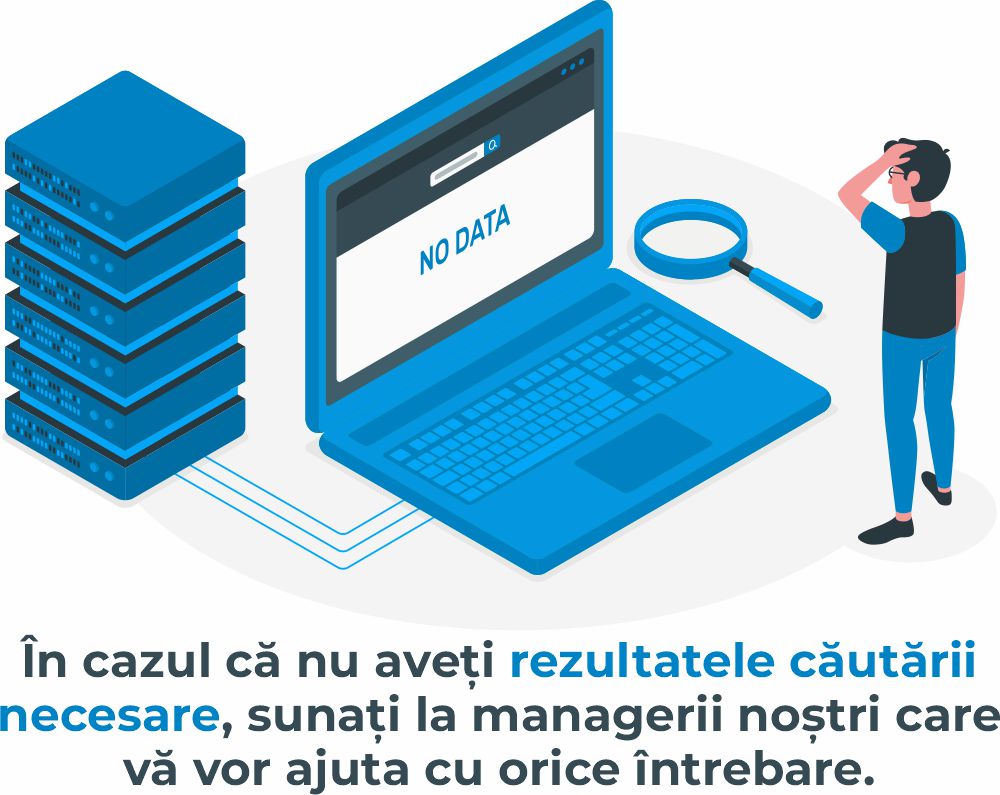 NO DATA
În cazul că nu aveți rezultatele căutării
necesare, sunați la managerii noștri care
vă vor ajuta cu orice întrebare.